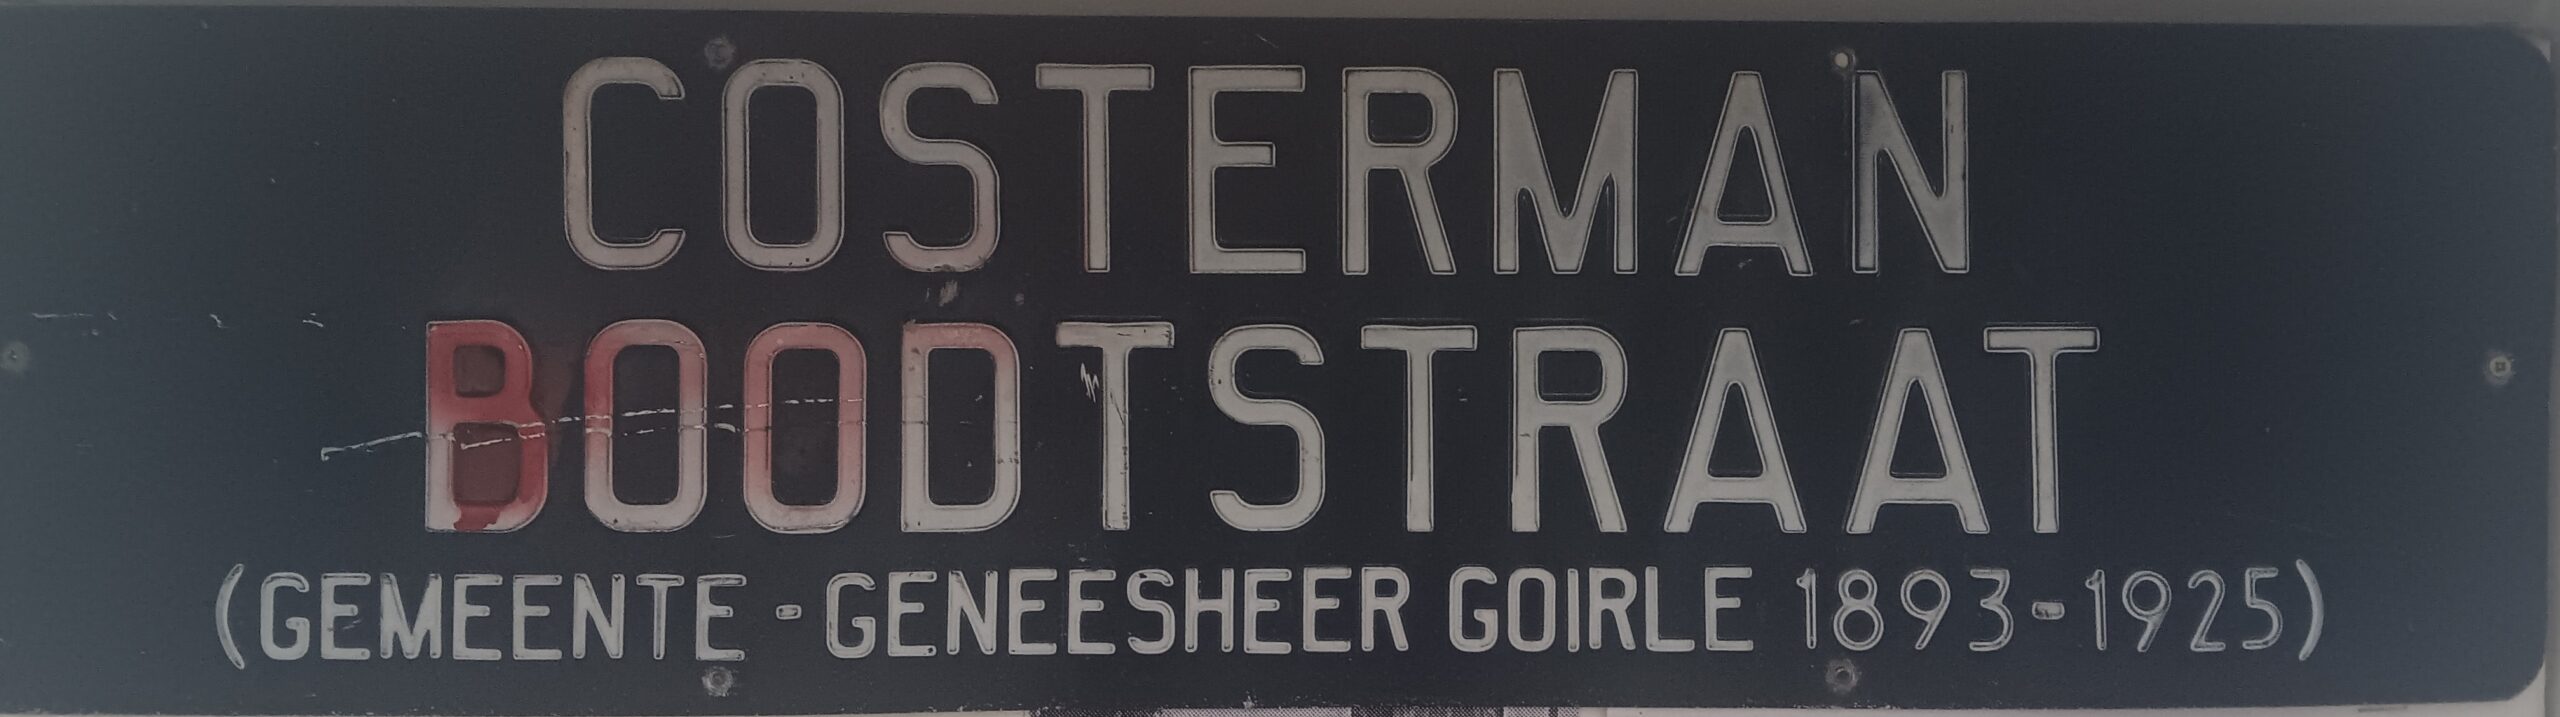 COSTERMAN
BOODTSTRAAT
(GEMEENTE - GENEESHEER GOIRLE 1893-1925)